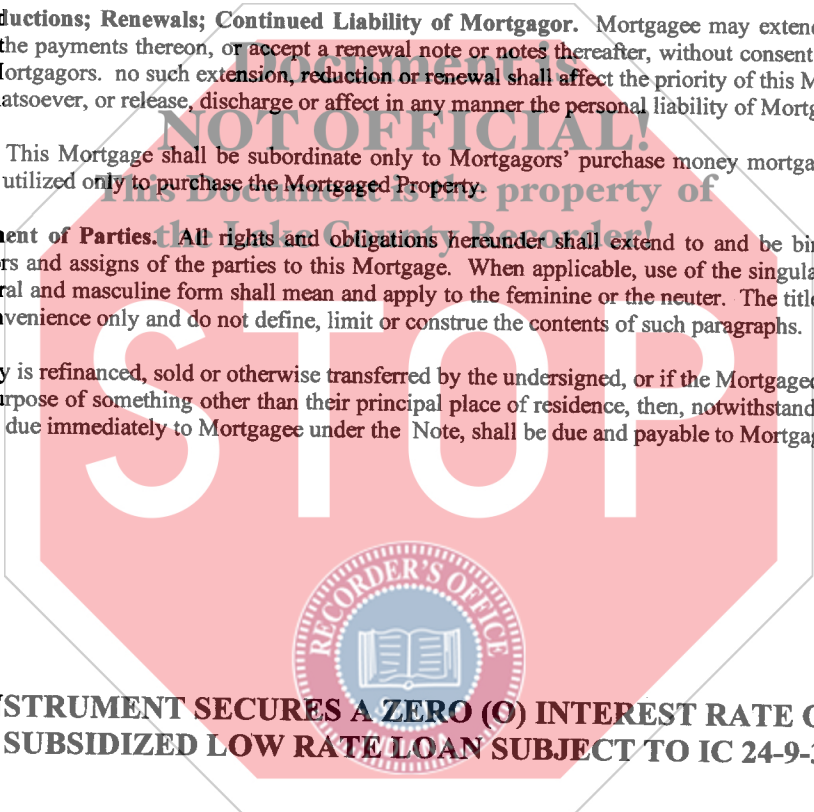 ductions; Renewals; Continued Liability of Mortgagor. Mortgagee may extend
the payments thereon, or accept a renewal note or notes thereafter, without consent
Mortgagors. no such extension, reduction or renewal shall affect the priority of this M
atsoever, or release, discharge or affect in any manner the personal liability of Mortg
Document is
NOT OFFICIAL!
This Document is the property of
the Lake County Recorder!
This Mortgage shall be subordinate only to Mortgagors' purchase money mortga
utilized only to purchase the Mortgaged Property.
ent of Parties. All rights and obligations hereunder shall extend to and be bin
rs and assigns of the parties to this Mortgage. When applicable, use of the singula
ral and masculine form shall mean and apply to the feminine or the neuter. The title
nvenience only and do not define, limit or construe the contents of such paragraphs.
STOP
y is refinanced, sold or otherwise transferred by the undersigned, or if the Mortgaged
urpose of something other than their principal place of residence, then, notwithstand
due immediately to Mortgagee under the Note, shall be due and payable to Mortgag
RECORDER'S OFFICE
STRUMENT SECURES A ZERO (O) INTEREST RATE O
SUBSIDIZED LOW RATE LOAN SUBJECT TO IC 24-9-3